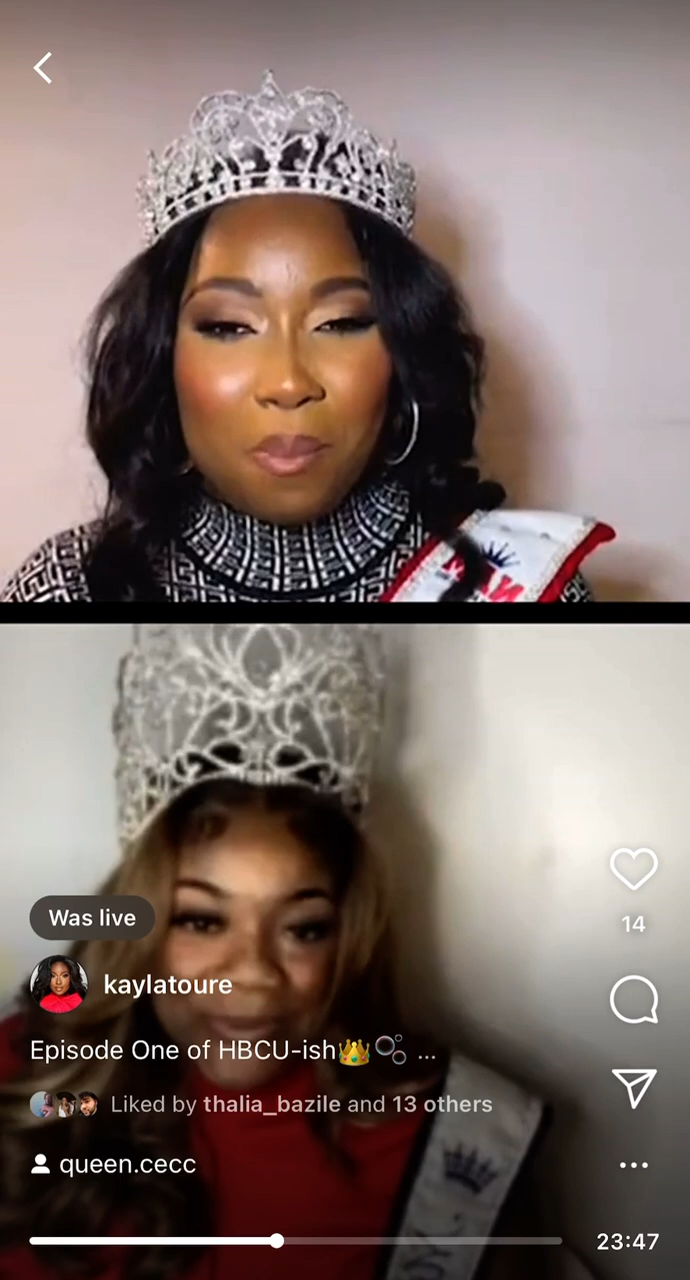 Was live
kaylatoure
Episode One of HBCU-ish👑🫧 ...
Liked by thalia_bazile and 13 others
queen.cecc
14
23:47